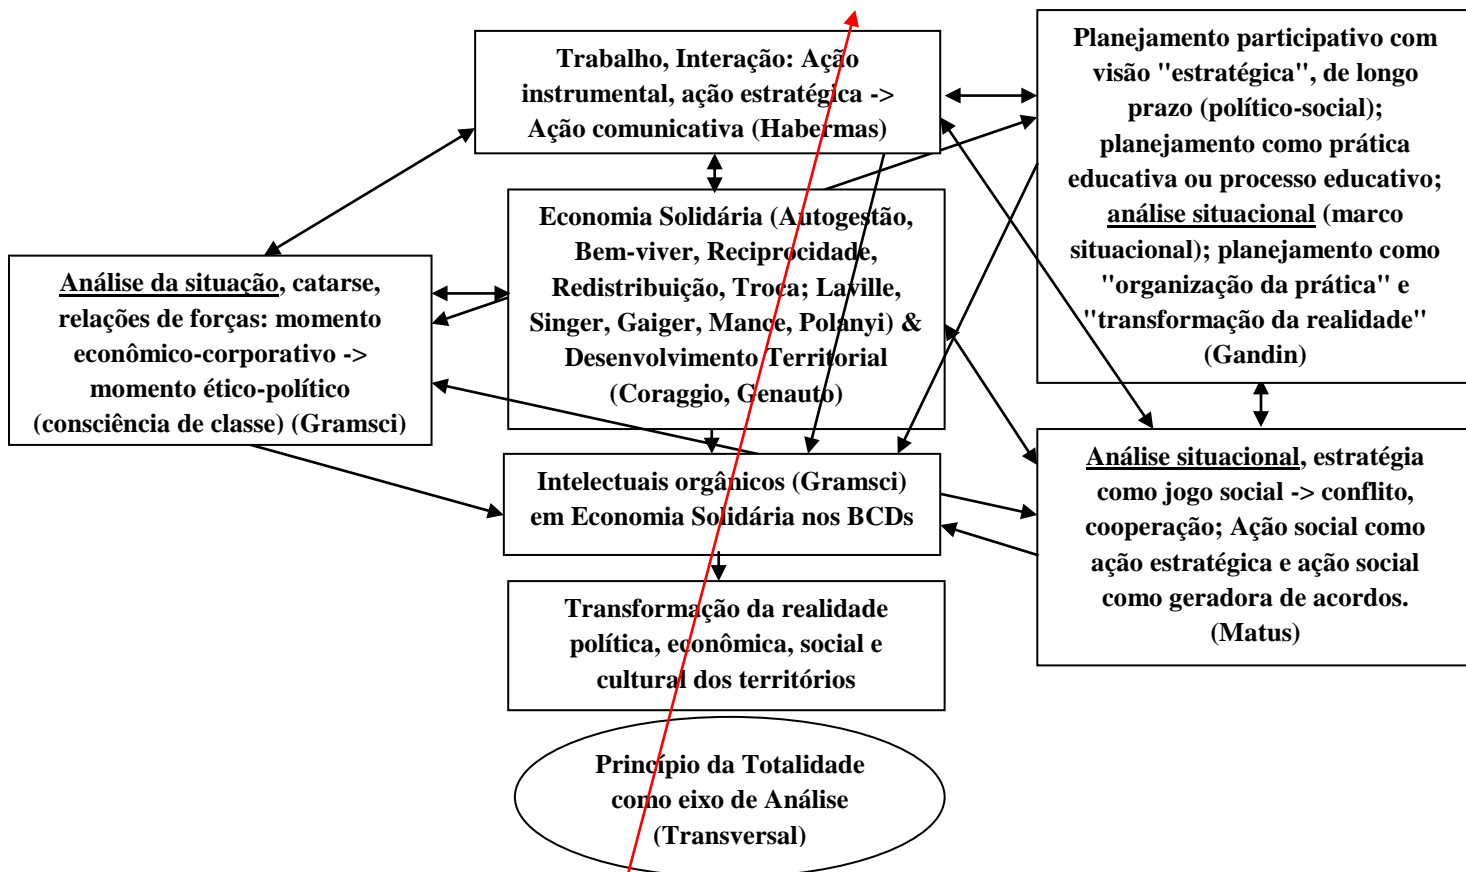 Trabalho, Interação: Ação
instrumental, ação estratégica ->
Ação comunicativa (Habermas)
Planejamento participativo com
visão "estratégica", de longo
prazo (político-social);
planejamento como prática
educativa ou processo educativo;
análise situacional (marco
situacional); planejamento como
"organização da prática" e
"transformação da realidade"
(Gandin)
Economia Solidária (Autogestão,
Bem-viver, Reciprocidade,
Redistribuição, Troca; Laville,
Singer, Gaiger, Mance, Polanyi) &
Desenvolvimento Territorial
(Coraggio, Genauto)
Análise da situação, catarse,
relações de forças: momento
econômico-corporativo ->
momento ético-político
(consciência de classe) (Gramsci)
Intelectuais orgânicos (Gramsci)
em Economia Solidária nos BCDs
Análise situacional, estratégia
como jogo social -> conflito,
cooperação; Ação social como
ação estratégica e ação social
como geradora de acordos.
(Matus)
Transformação da realidade
política, econômica, social e
cultural dos territórios
Princípio da Totalidade
como eixo de Análise
(Transversal)